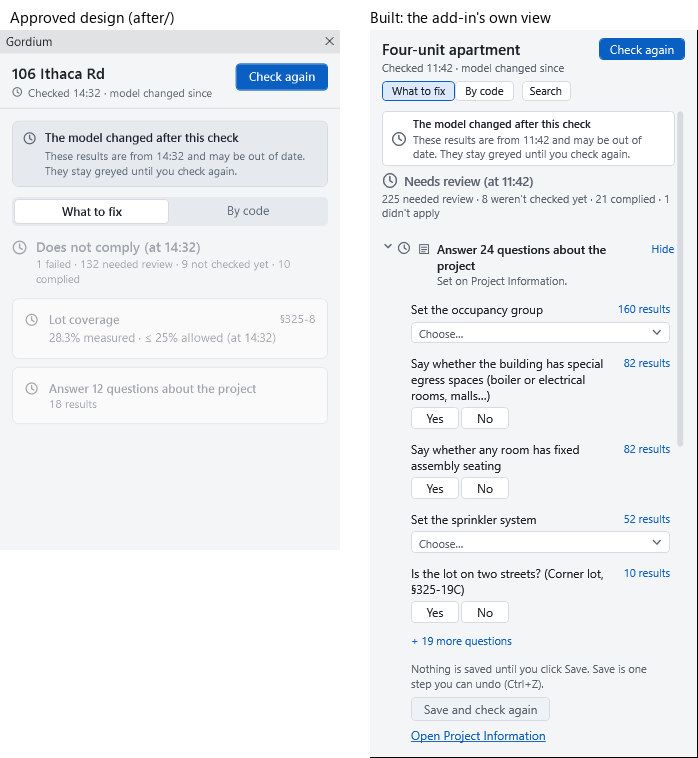 Approved design (after/)
Gordium
106 Ithaca Rd
Check again
Checked 14:32 · model changed since
The model changed after this check
These results are from 14:32 and may be out of date.
They stay greyed until you check again.
What to fix
By code
Does not comply (at 14:32)
1 failed · 132 needed review · 9 not checked yet · 10
complied
Lot coverage
§325-8
28.3% measured · ≤ 25% allowed (at 14:32)
Answer 12 questions about the project
18 results
Built: the add-in's own view
Four-unit apartment
Check again
Checked 11:42 · model changed since
What to fix
By code
Search
The model changed after this check
These results are from 11:42 and may be out of
date. They stay greyed until you check again.
Needs review (at 11:42)
225 needed review · 8 weren't checked yet · 21 complied · 1
didn't apply
Answer 24 questions about the
project
Hide
Set on Project Information.
Set the occupancy group
160 results
Choose...
Say whether the building has special
egress spaces (boiler or electrical
rooms, malls...)
82 results
Yes
No
Say whether any room has fixed
assembly seating
82 results
Yes
No
Set the sprinkler system
52 results
Choose...
Is the lot on two streets? (Corner lot,
§325-19C)
10 results
Yes
No
+ 19 more questions
Nothing is saved until you click Save. Save is one
step you can undo (Ctrl+Z).
Save and check again
Open Project Information